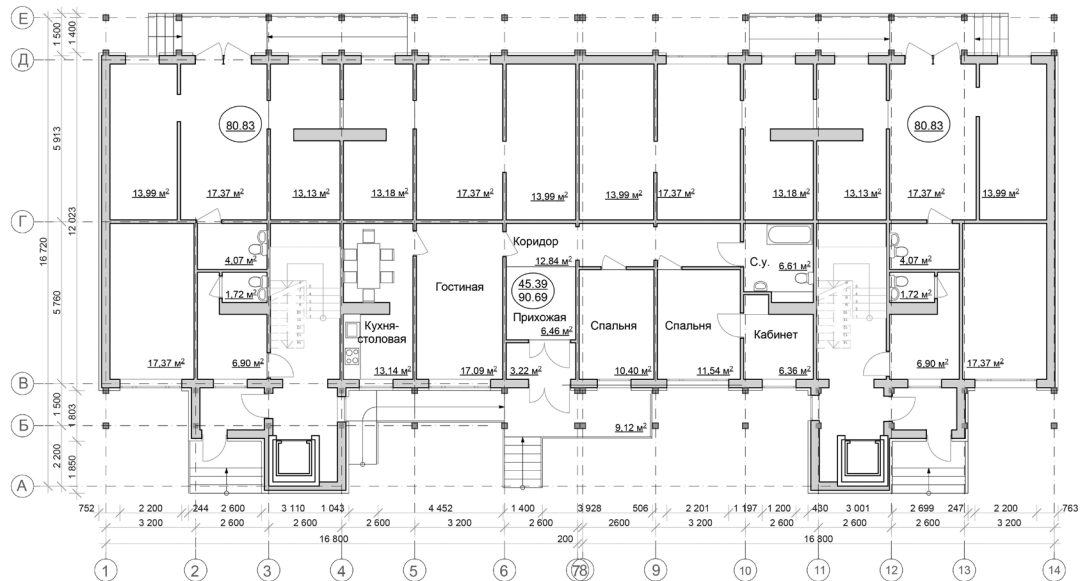 Е
Д
Г
В
Б
А
1 500
1 400
5 913
12 023
16 720
5 760
1 500
1 803
2 200
1 850
80.83
80.83
13.99 м²
17.37 м²
13.13 м²
13.18 м²
17.37 м²
13.99 м²
13.99 м²
17.37 м²
13.18 м²
13.13 м²
17.37 м²
13.99 м²
Коридор
12.84 м²
4.07 м²
С.у.
6.61 м²
4.07 м²
1.72 м²
Гостиная
45.39
90.69
1.72 м²
Прихожая
6.46 м²
Кухня-
столовая
Спальня
Спальня
Кабинет
17.37 м²
6.90 м²
13.14 м²
17.09 м²
3.22 м²
10.40 м²
11.54 м²
6.36 м²
6.90 м²
17.37 м²
9.12 м²
752
2 200
244
2 600
3 110
1 043
4 452
1 400
3 928
506
2 201
1 197
1 200
430
3 001
2 699
247
2 200
763
3 200
2 600
2 600
2 600
3 200
2 600
2 600
3 200
2 600
2 600
2 600
3 200
16 800
200
16 800
1
2
3
4
5
6
7
8
9
10
11
12
13
14